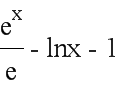 e^x/e - lnx - 1